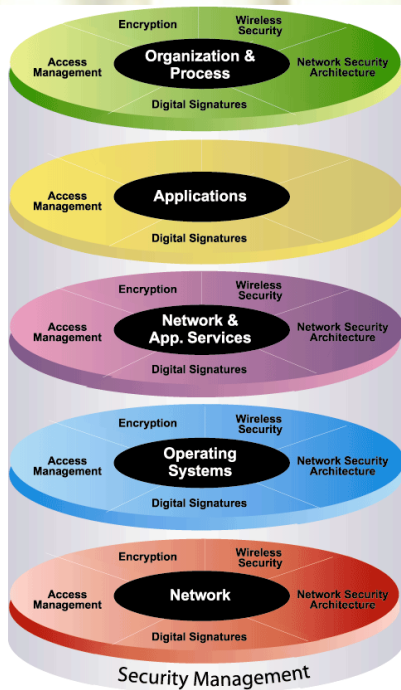 Encryption
Wireless
Security
Access
Management
Organization &
Process
Network Security
Architecture
Digital Signatures
Access
Management
Applications
Digital Signatures
Encryption
Wireless
Security
Access
Management
Network &
App. Services
Network Security
Architecture
Digital Signatures
Encryption
Wireless
Security
Access
Management
Operating
Systems
Network Security
Architecture
Digital Signatures
Encryption
Wireless
Security
Access
Management
Network
Network Security
Architecture
Digital Signatures
Security Management